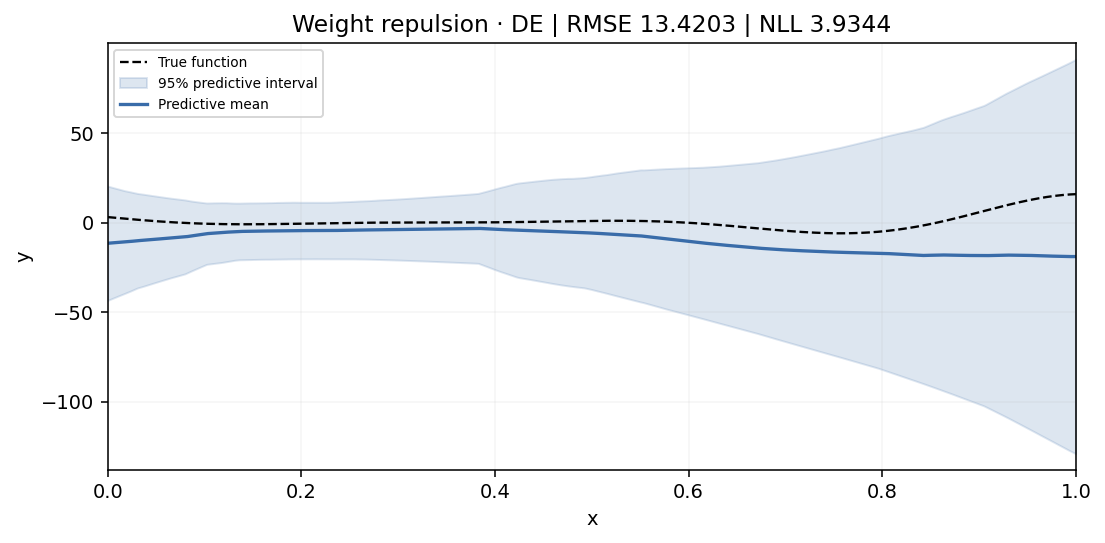 Weight repulsion · DE | RMSE 13.4203 | NLL 3.9344
True function
95% predictive interval
Predictive mean
50
0
−50
−100
y
0.0 0.2 0.4 0.6 0.8 1.0
x